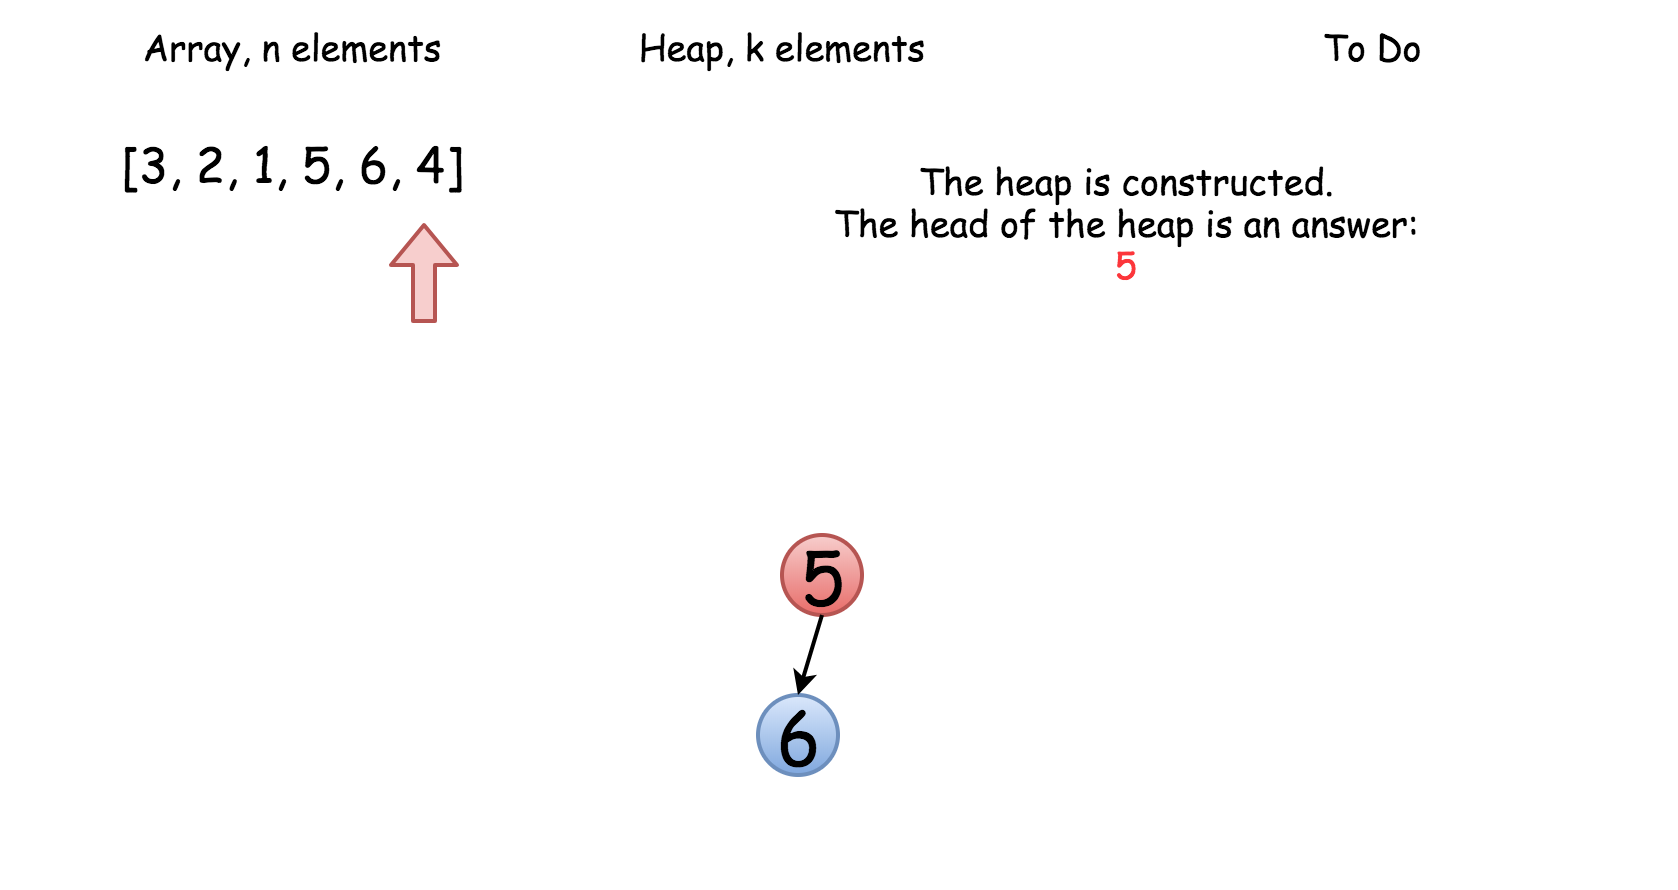 Array, n elements
Heap, k elements
To Do
[3, 2, 1, 5, 6, 4]
The heap is constructed.
The head of the heap is an answer:
5
5
6